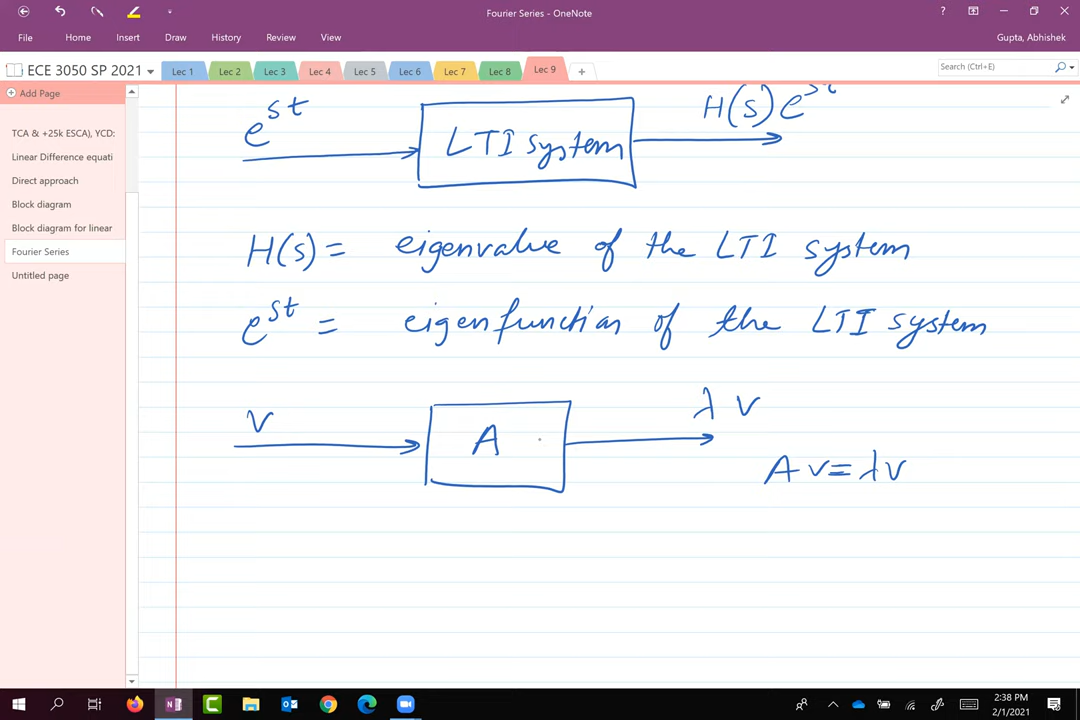 Fourier Series - OneNote
?
File Home Insert Draw History Review View
Gupta, Abhishek
ECE 3050 SP 2021
Lec 1 Lec 2 Lec 3 Lec 4 Lec 5 Lec 6 Lec 7 Lec 8 Lec 9 +
Search (Ctrl+E)
Add Page
TCA & +25k ESCA), YCD:
Linear Difference equati
Direct approach
Block diagram
Block diagram for linear
Fourier Series
Untitled page
e^st LTI system H(s) e^st
H(s) = eigenvalue of the LTI system
e^st = eigenfunction of the LTI system
v A λ v
A v = λ v
2:38 PM
2/1/2021